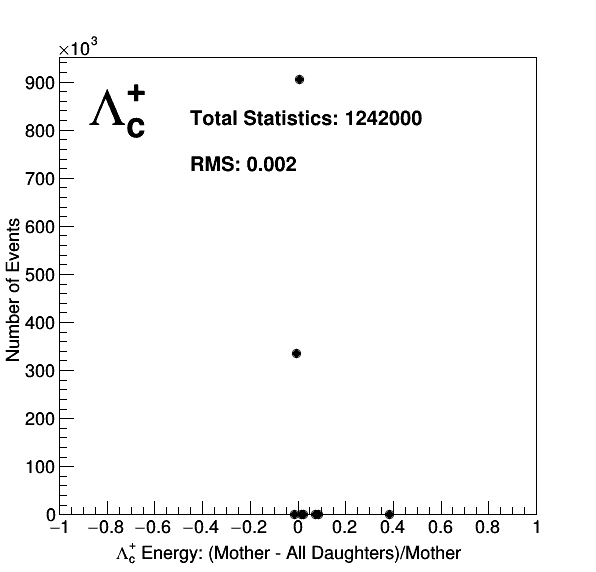 ×10³
900
800
700
600
500
400
300
200
100
0
Number of Events
Λc⁺
Total Statistics: 1242000
RMS: 0.002
−1 −0.8 −0.6 −0.4 −0.2 0 0.2 0.4 0.6 0.8 1
Λc⁺ Energy: (Mother - All Daughters)/Mother